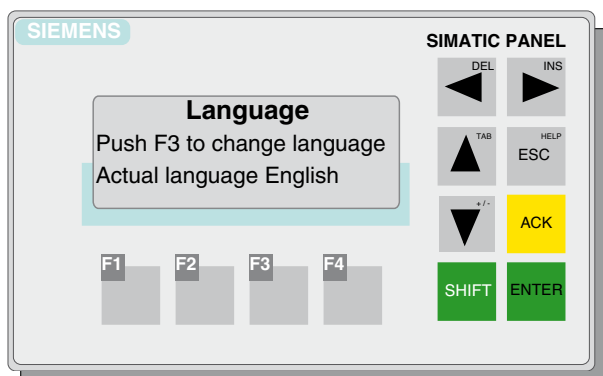 SIEMENS
SIMATIC PANEL
DEL
INS
Language
Push F3 to change language
Actual language English
TAB
HELP
ESC
+/-
ACK
F1
F2
F3
F4
SHIFT
ENTER